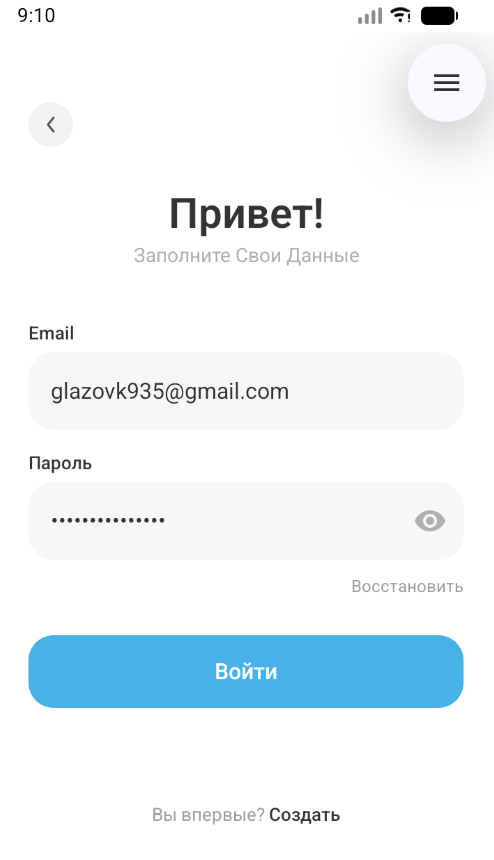 9:10
Привет!
Заполните Свои Данные
Email
glazovk935@gmail.com
Пароль
•••••••••••••••
Восстановить
Войти
Вы впервые? Создать